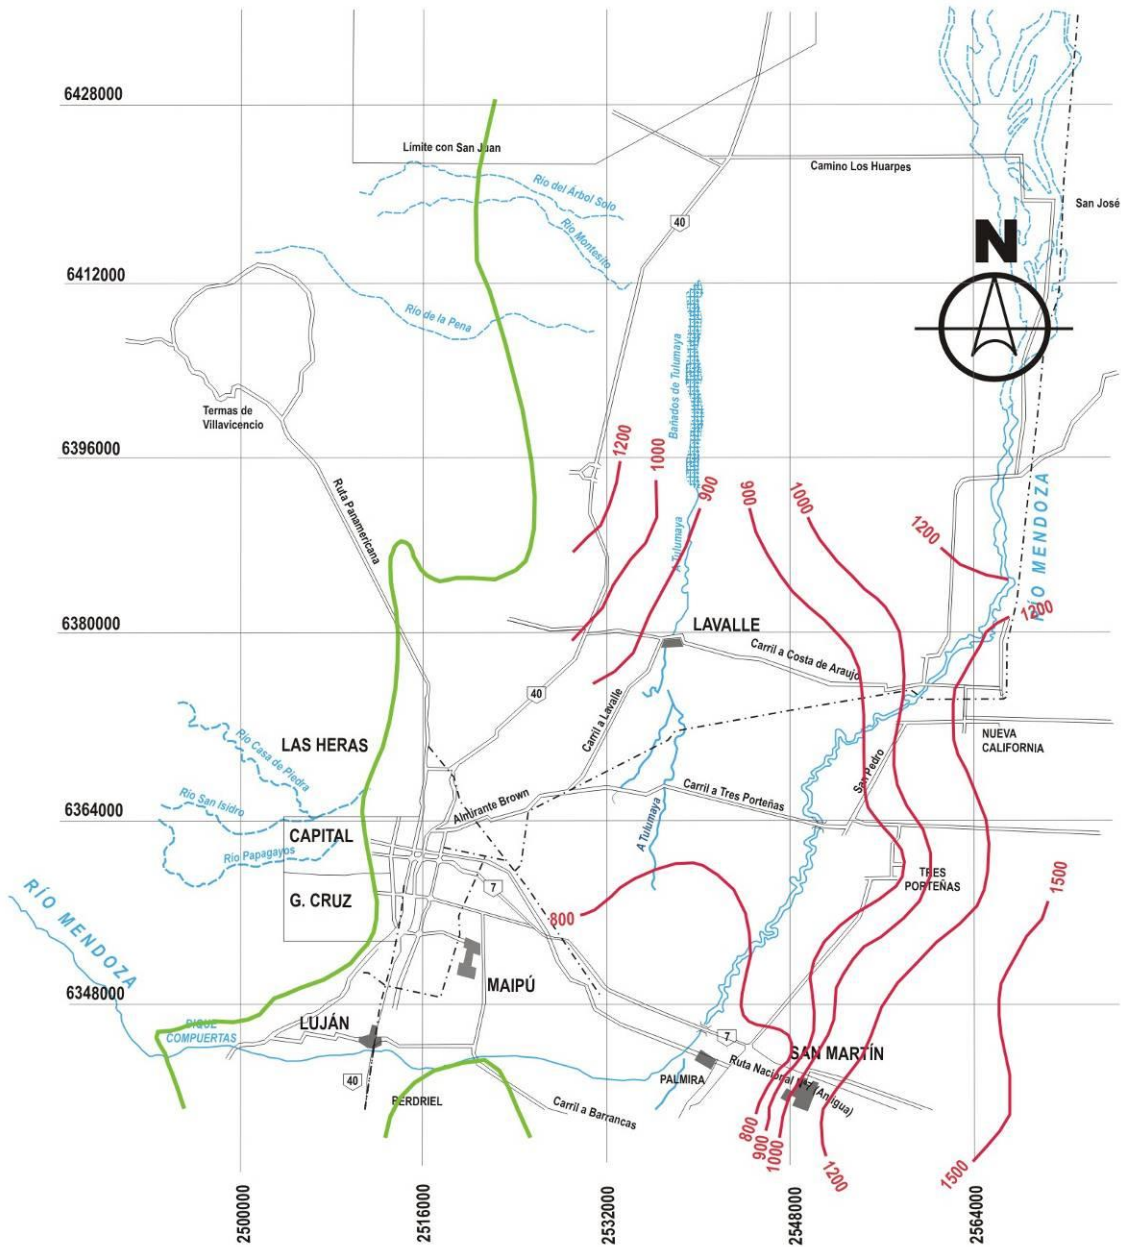 6428000
Límite con San Juan
Río del Árbol Solo
Río Montesito
40
Camino Los Huarpes
San José
N
6412000
Río de la Pena
Bañados de Tulumaya
Termas de
Villavicencio
6396000
Ruta Panamericana
1200
1000
900
900
1000
1200
A Tulumaya
RÍO MENDOZA
1200
6380000
LAVALLE
Carril a Costa de Araujo
40
Carril a Lavalle
LAS HERAS
Río Casa de Piedra
NUEVA
CALIFORNIA
San Pedro
Río San Isidro
Almirante Brown
Carril a Tres Porteñas
6364000
CAPITAL
A Tulumaya
Río Papagayos
TRES
PORTEÑAS
7
1500
G. CRUZ
800
RÍO MENDOZA
MAIPÚ
6348000
LUJÁN
DIQUE
COMPUERTAS
7
SAN MARTÍN
PALMIRA
Ruta Nacional N°7 (Antigua)
40
PERDRIEL
Carril a Barrancas
800
900
1000
1200
1500
2500000
2516000
2532000
2548000
2564000